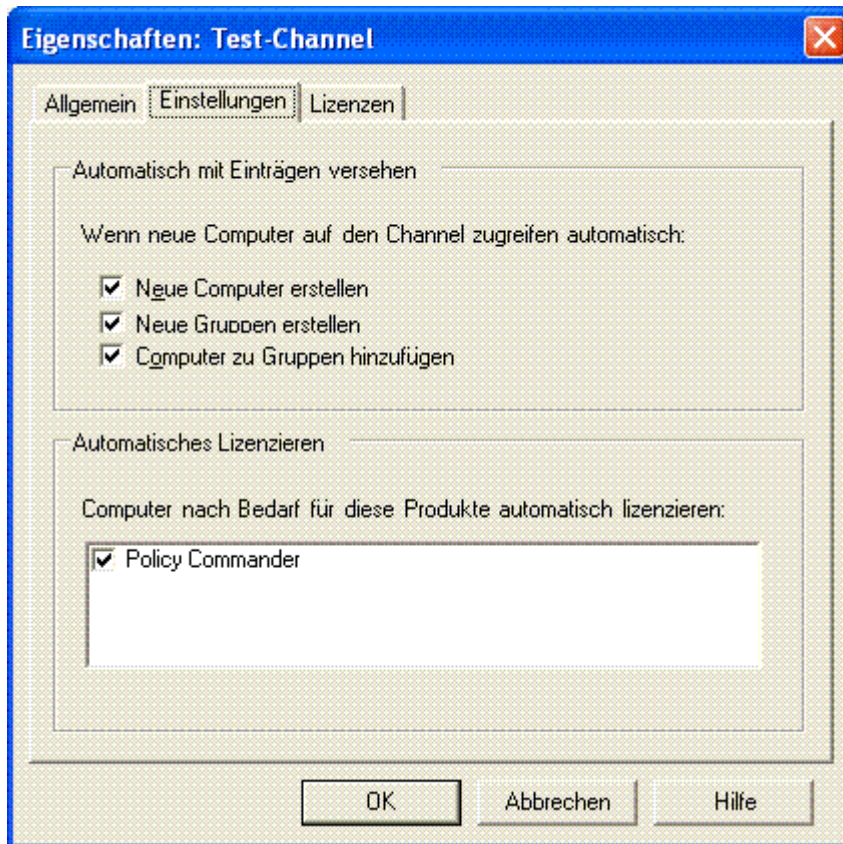 Eigenschaften: Test-Channel
Allgemein
Einstellungen
Lizenzen
Automatisch mit Einträgen versehen
Wenn neue Computer auf den Channel zugreifen automatisch:
Neue Computer erstellen
Neue Gruppen erstellen
Computer zu Gruppen hinzufügen
Automatisches Lizenzieren
Computer nach Bedarf für diese Produkte automatisch lizenzieren:
Policy Commander
OK
Abbrechen
Hilfe